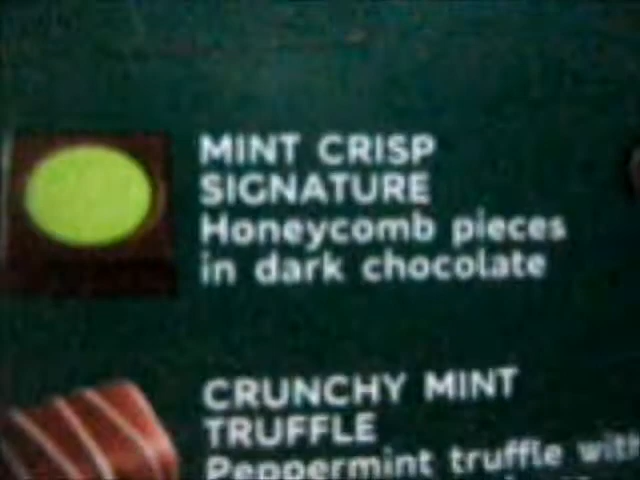 MINT CRISP
SIGNATURE
Honeycomb pieces
in dark chocolate
CRUNCHY MINT
TRUFFLE
Peppermint truffle with